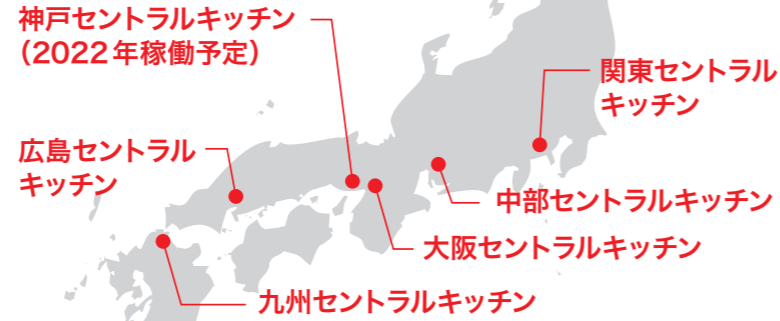 神戸セントラルキッチン
（2022年稼働予定）
関東セントラル
キッチン
広島セントラル
キッチン
中部セントラルキッチン
大阪セントラルキッチン
九州セントラルキッチン